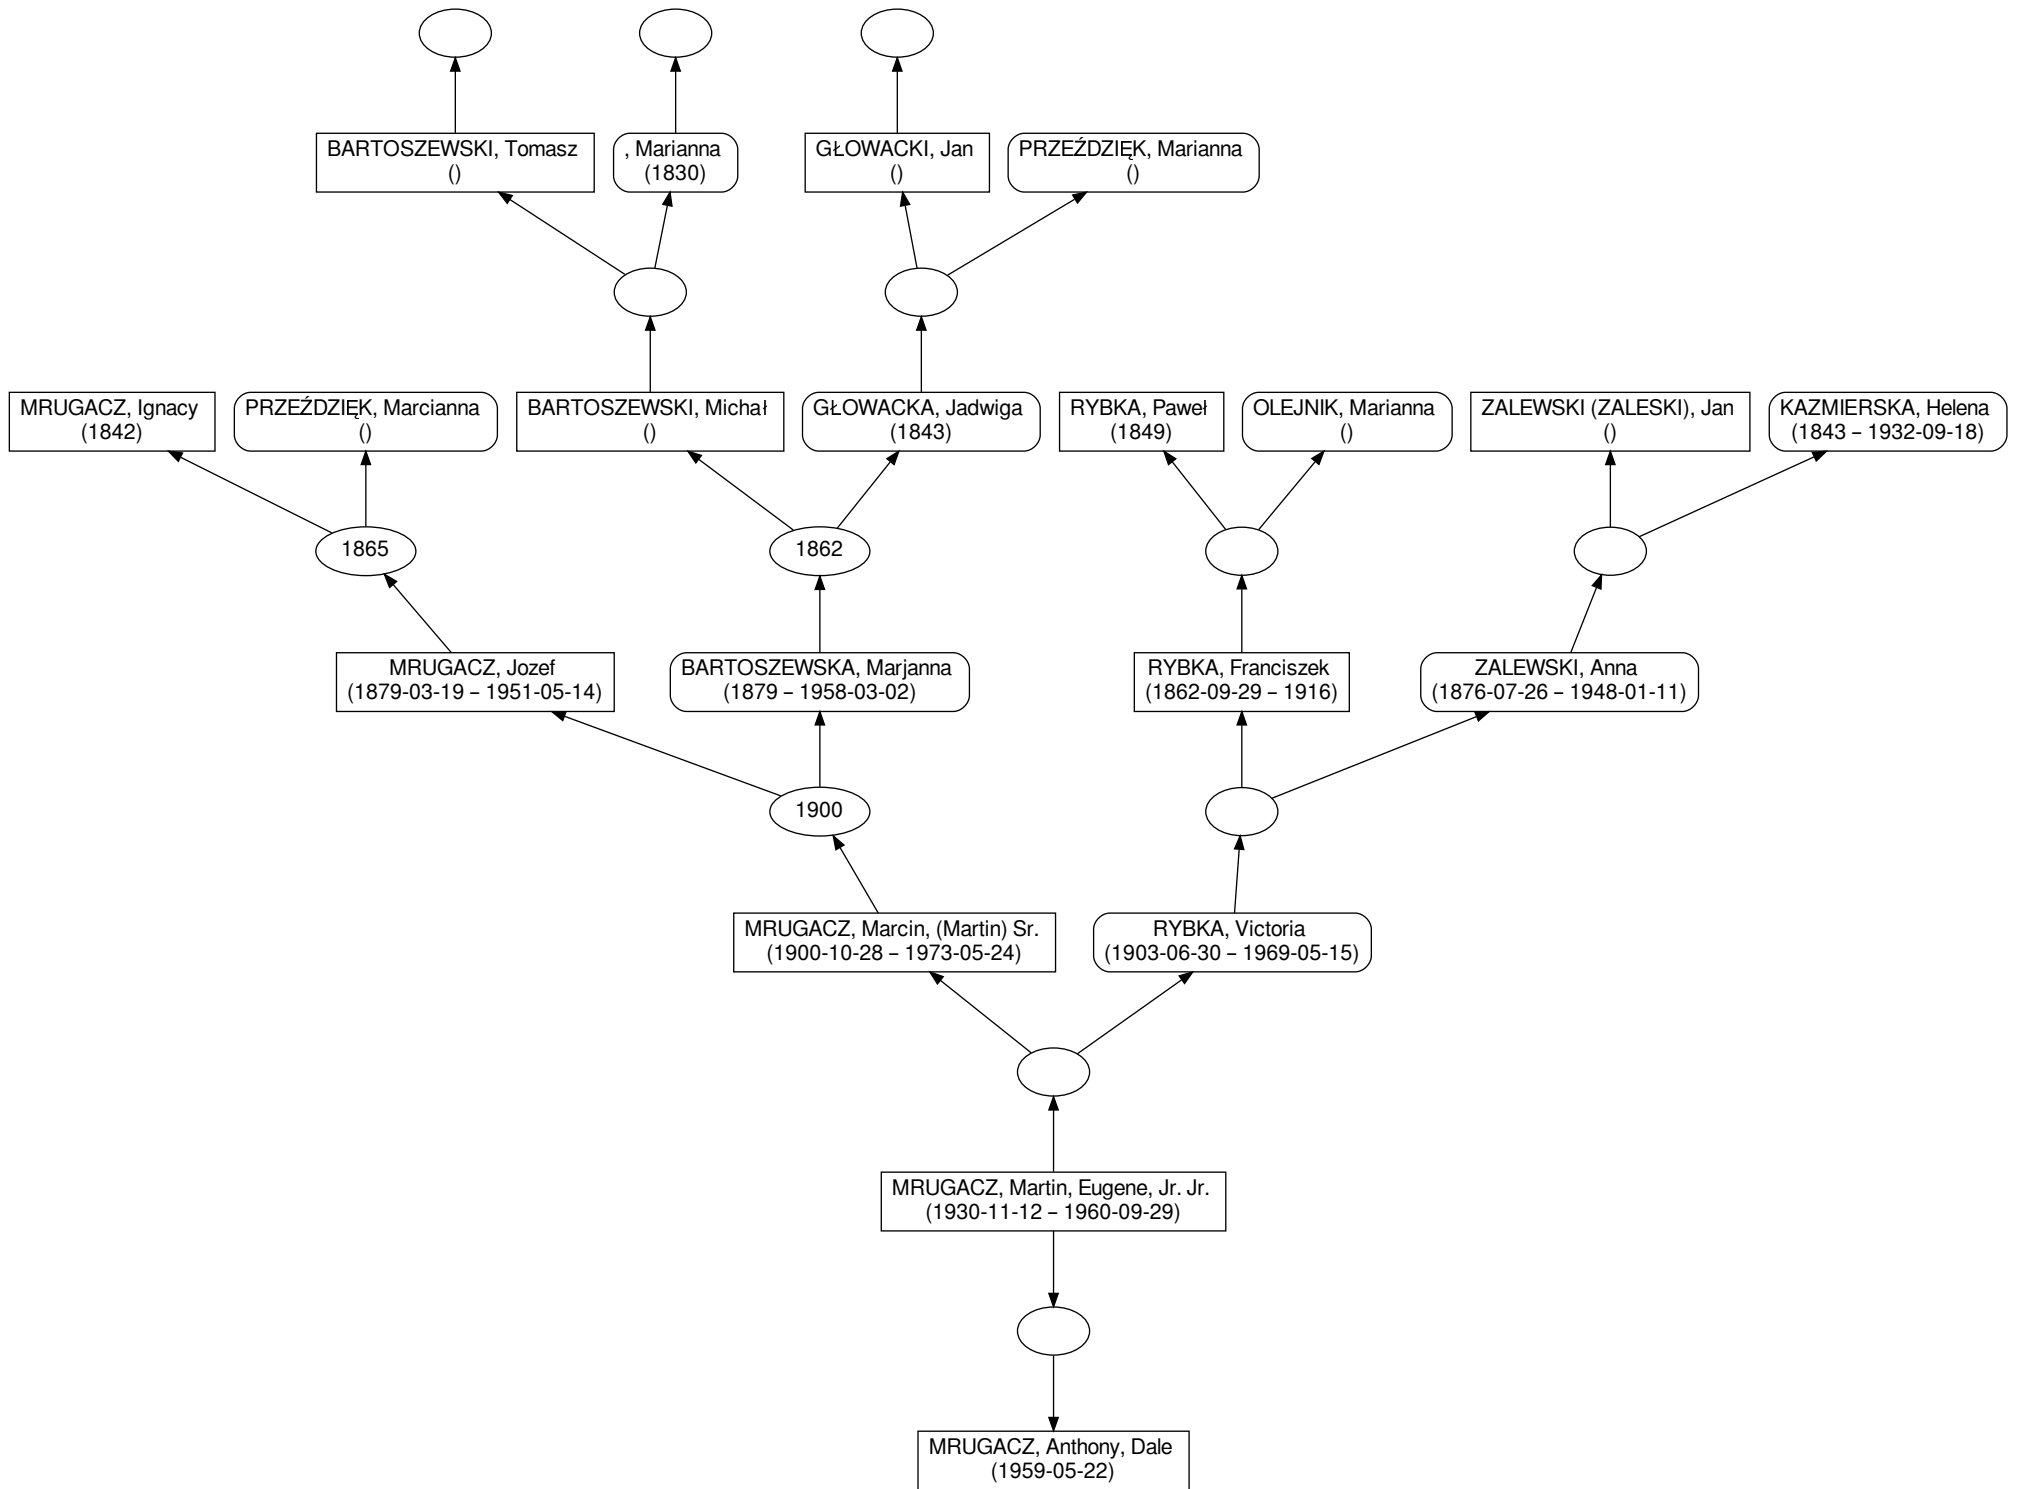 BARTOSZEWSKI, Tomasz
()
, Marianna
(1830)
GŁOWACKI, Jan
()
PRZEŹDZIĘK, Marianna
()
MRUGACZ, Ignacy
(1842)
PRZEŹDZIĘK, Marcianna
()
BARTOSZEWSKI, Michał
()
GŁOWACKA, Jadwiga
(1843)
RYBKA, Paweł
(1849)
OLEJNIK, Marianna
()
ZALEWSKI (ZALESKI), Jan
()
KAZMIERSKA, Helena
(1843 – 1932-09-18)
1865
1862
MRUGACZ, Jozef
(1879-03-19 – 1951-05-14)
BARTOSZEWSKA, Marjanna
(1879 – 1958-03-02)
RYBKA, Franciszek
(1862-09-29 – 1916)
ZALEWSKI, Anna
(1876-07-26 – 1948-01-11)
1900
MRUGACZ, Marcin, (Martin) Sr.
(1900-10-28 – 1973-05-24)
RYBKA, Victoria
(1903-06-30 – 1969-05-15)
MRUGACZ, Martin, Eugene, Jr. Jr.
(1930-11-12 – 1960-09-29)
MRUGACZ, Anthony, Dale
(1959-05-22)